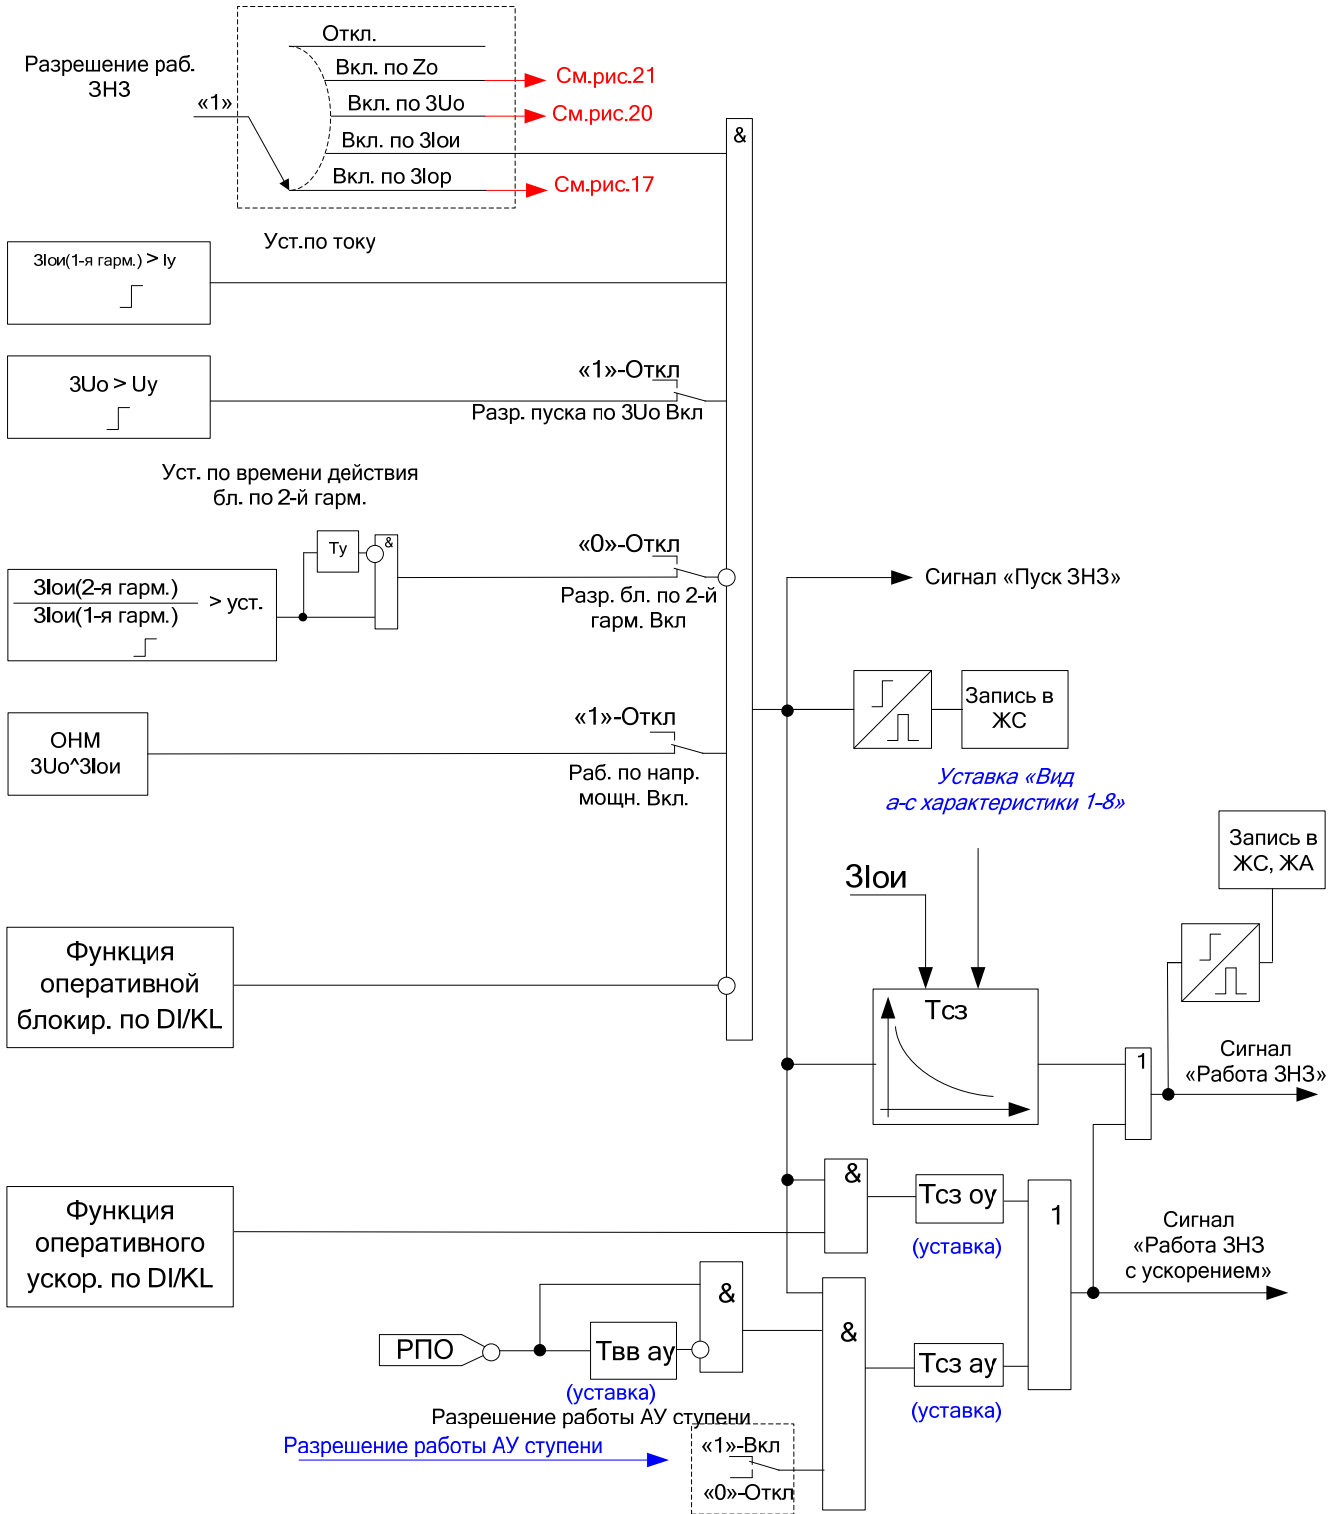 Откл.
Разрешение раб.
ЗНЗ
«1»
Вкл. по Zо
См.рис.21
Вкл. по 3Uо
См.рис.20
Вкл. по 3Iои
Вкл. по 3Iор
См.рис.17
&
Уст.по току
3Iои(1-я гарм.) > Iу
3Uо > Uу
«1»-Откл
Разр. пуска по 3Uо Вкл
Уст. по времени действия
бл. по 2-й гарм.
Ту
&
«0»-Откл
3Iои(2-я гарм.)
3Iои(1-я гарм.)
> уст.
Разр. бл. по 2-й
гарм. Вкл
Сигнал «Пуск ЗНЗ»
ОНМ
3Uо^3Iои
«1»-Откл
Раб. по напр.
мощн. Вкл.
Запись в
ЖС
Уставка «Вид
а-с характеристики 1-8»
Запись в
ЖС, ЖА
3Iои
Функция
оперативной
блокир. по DI/KL
Тсз
1
Сигнал
«Работа ЗНЗ»
Функция
оперативного
ускор. по DI/KL
&
Тсз оу
(уставка)
1
Сигнал
«Работа ЗНЗ
с ускорением»
&
РПО
Твв ау
(уставка)
&
Тсз ау
(уставка)
Разрешение работы АУ ступени
Разрешение работы АУ ступени
«1»-Вкл
«0»-Откл